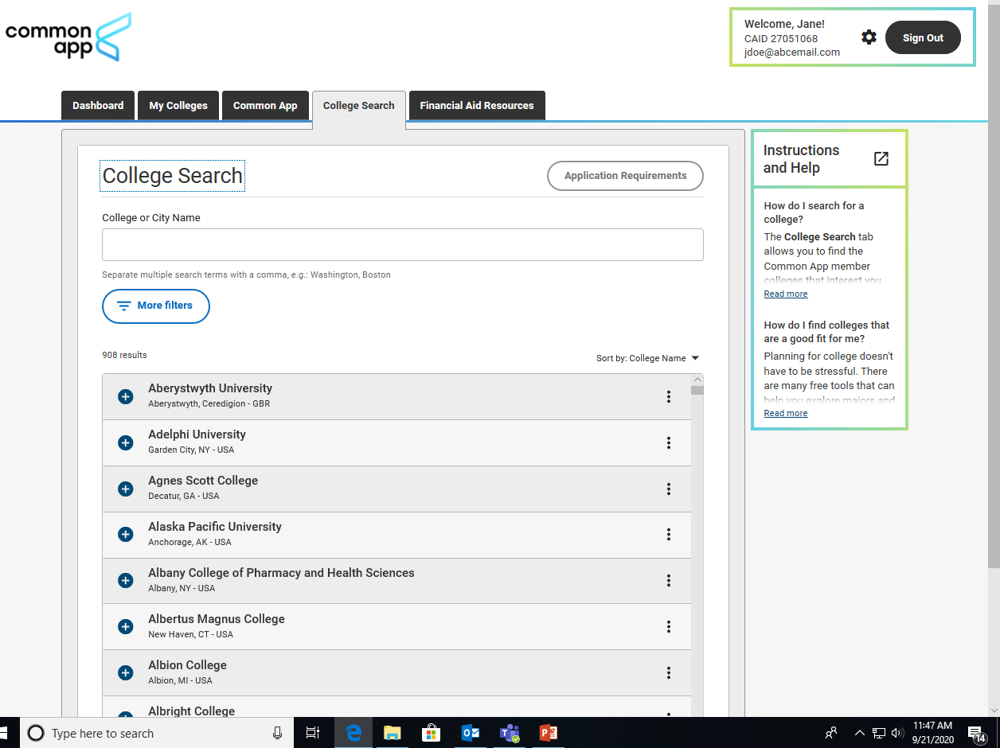 common
app
Welcome, Jane!
CAID 27051068
jdoe@abcemail.com
Sign Out
Dashboard
My Colleges
Common App
College Search
Financial Aid Resources
College Search
Application Requirements
College or City Name
Separate multiple search terms with a comma, e.g.: Washington, Boston
More filters
908 results
Sort by: College Name
Aberystwyth University
Aberystwyth, Ceredigion - GBR
Adelphi University
Garden City, NY - USA
Agnes Scott College
Decatur, GA - USA
Alaska Pacific University
Anchorage, AK - USA
Albany College of Pharmacy and Health Sciences
Albany, NY - USA
Albertus Magnus College
New Haven, CT - USA
Albion College
Albion, MI - USA
Albright College
Instructions
and Help
How do I search for a
college?
The College Search tab
allows you to find the
Common App member
colleges that interest you
Read more
How do I find colleges that
are a good fit for me?
Planning for college doesn't
have to be stressful. There
are many free tools that can
help you explore majors and
Read more
Type here to search
11:47 AM
9/21/2020
14